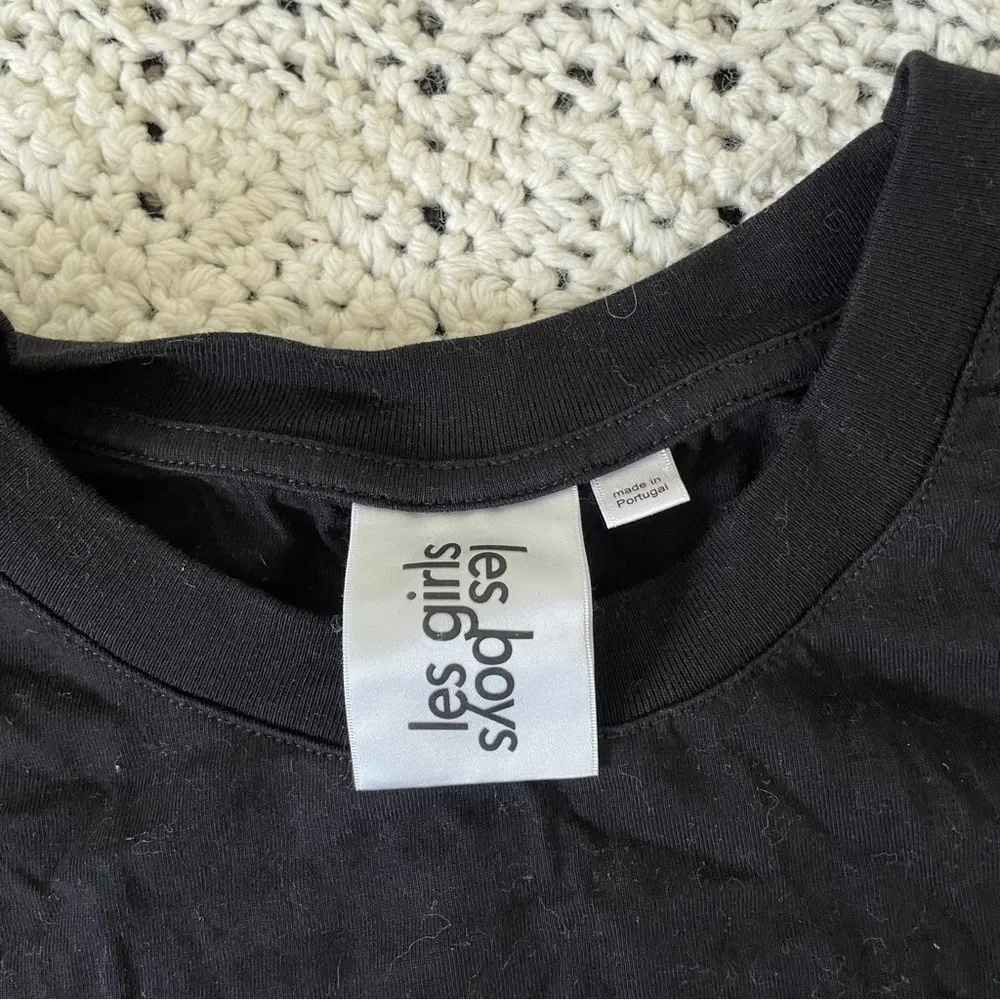 les girls
les boys
made in
Portugal